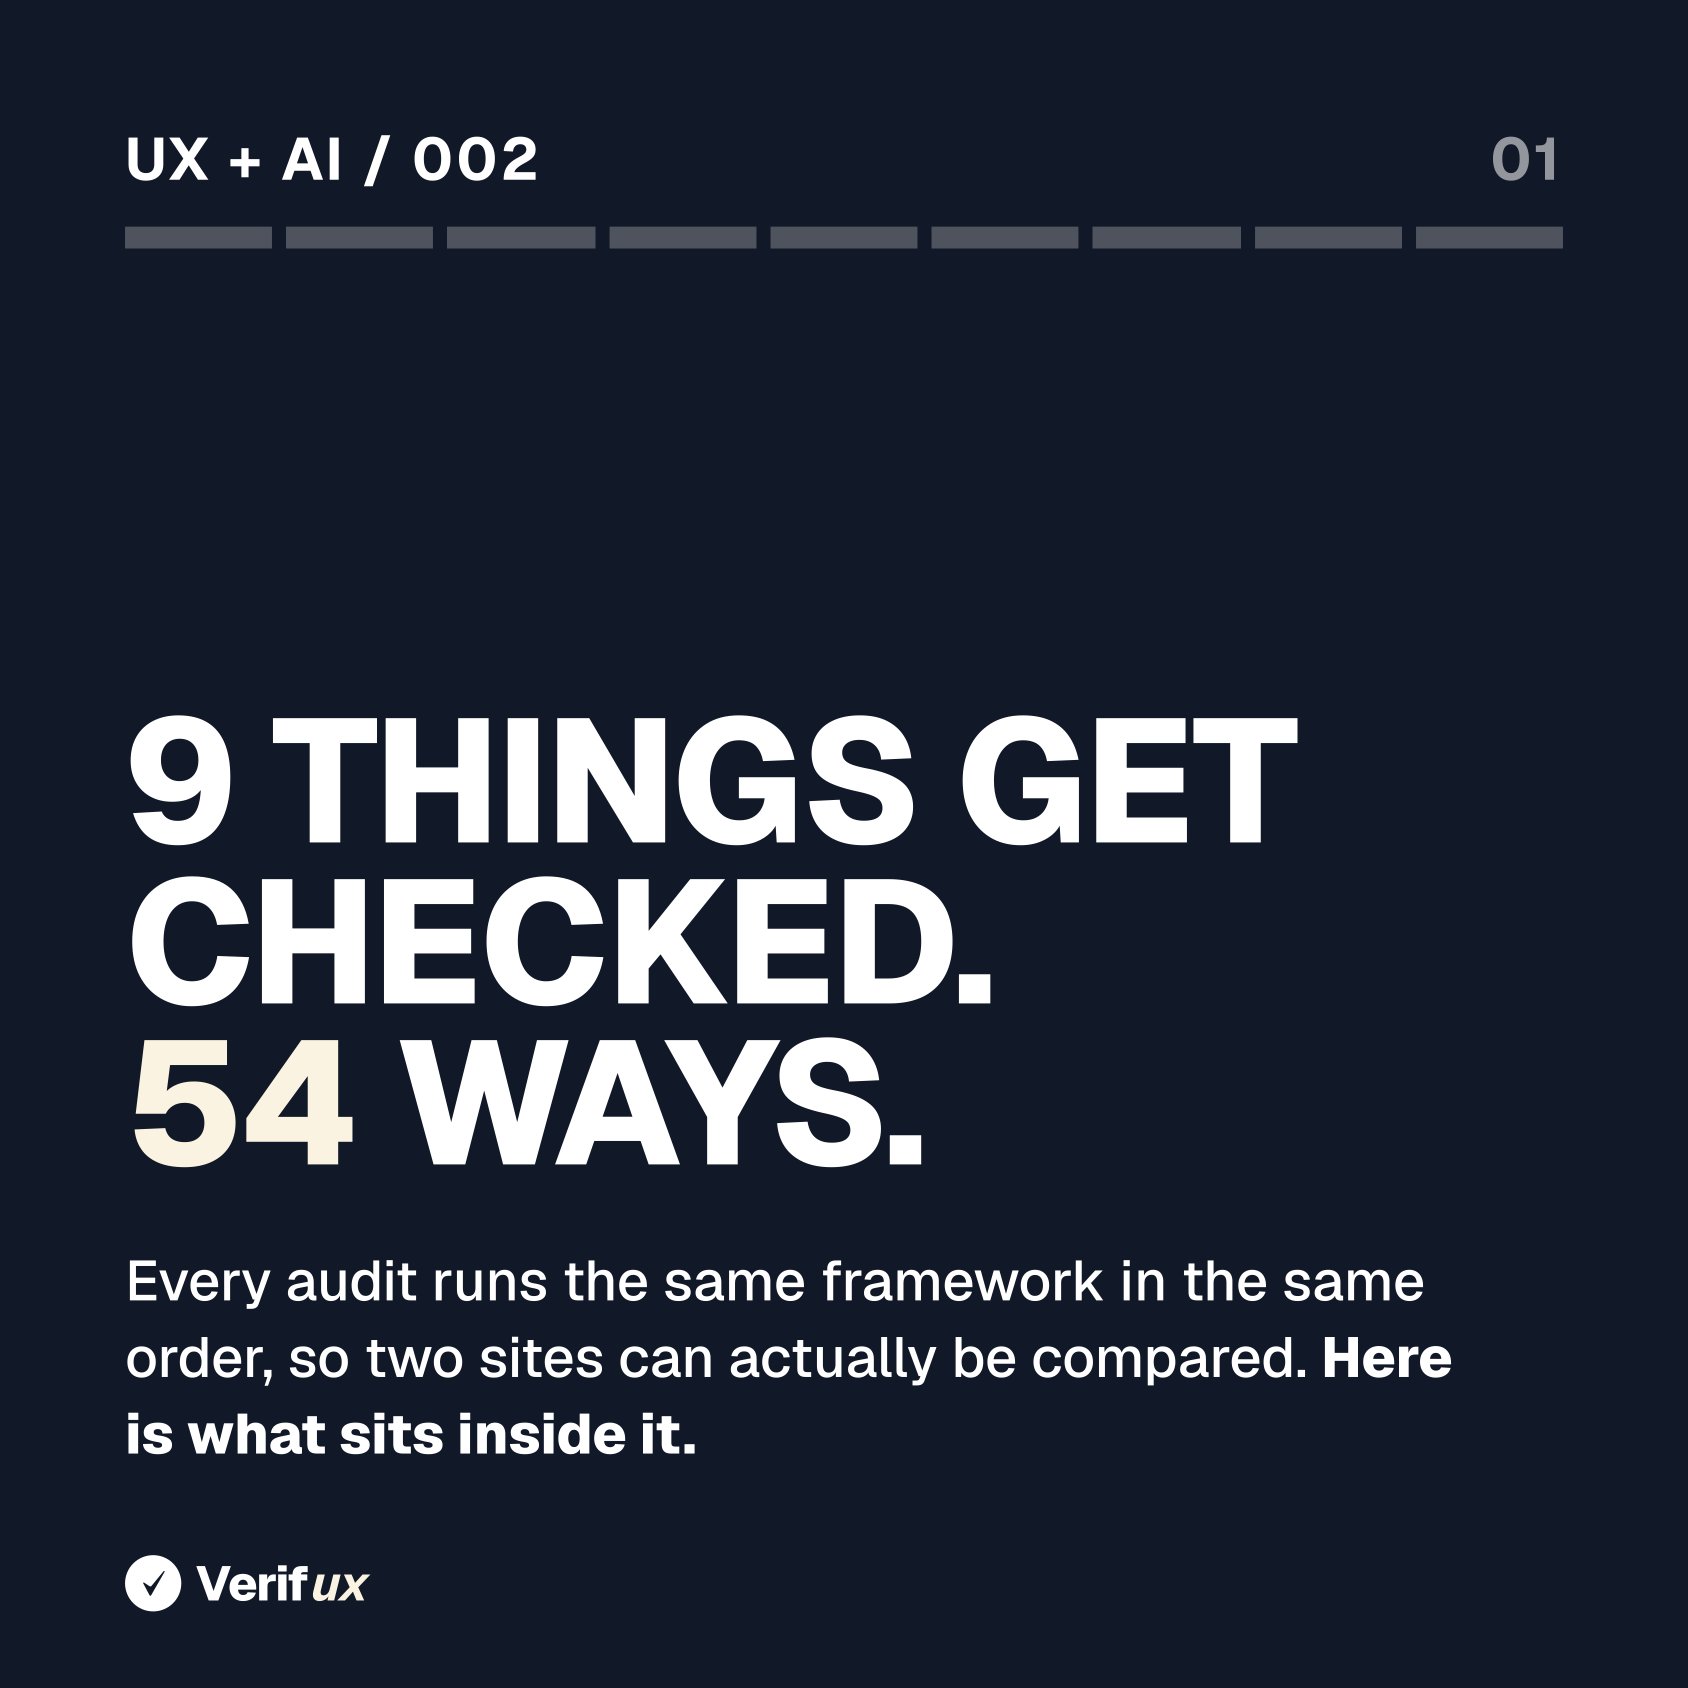 UX + AI / 002
01
9 THINGS GET
CHECKED.
54 WAYS.
Every audit runs the same framework in the same
order, so two sites can actually be compared. Here
is what sits inside it.
Verifux